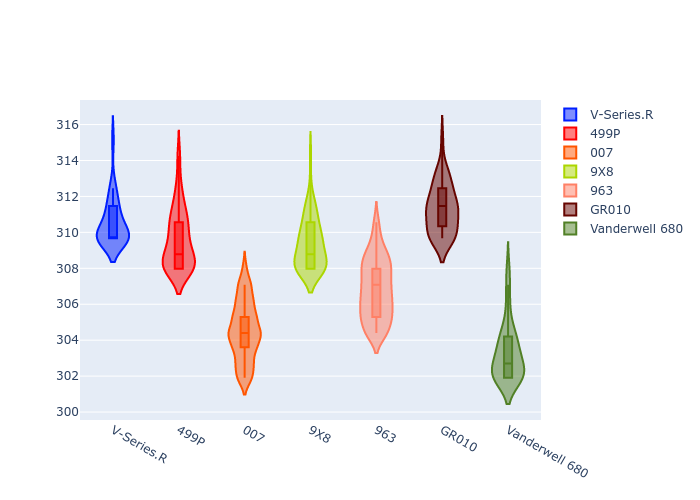 316
314
312
310
308
306
304
302
300
V-Series.R
499P
007
9X8
963
GR010
Vanderwell 680
V-Series.R
499P
007
9X8
963
GR010
Vanderwell 680